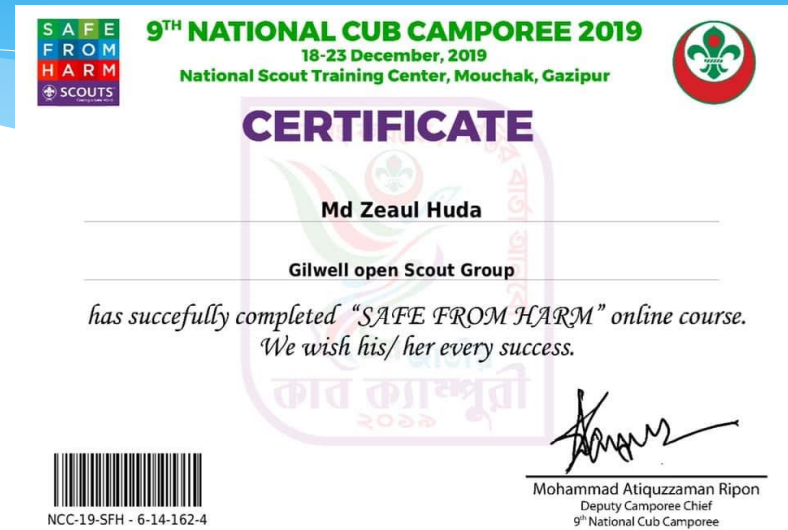 SAFE
FROM
HARM
SCOUTS
9TH NATIONAL CUB CAMPOREE 2019
18-23 December, 2019
National Scout Training Center, Mouchak, Gazipur
CERTIFICATE
Md Zeaul Huda
Gilwell open Scout Group
has succefully completed “SAFE FROM HARM” online course.
We wish his/ her every success.
কাব ক্যাম্পুরী
২০১৯
Mohammad Atiquzzaman Ripon
Deputy Camporee Chief
9th National Cub Camporee
NCC-19-SFH - 6-14-162-4